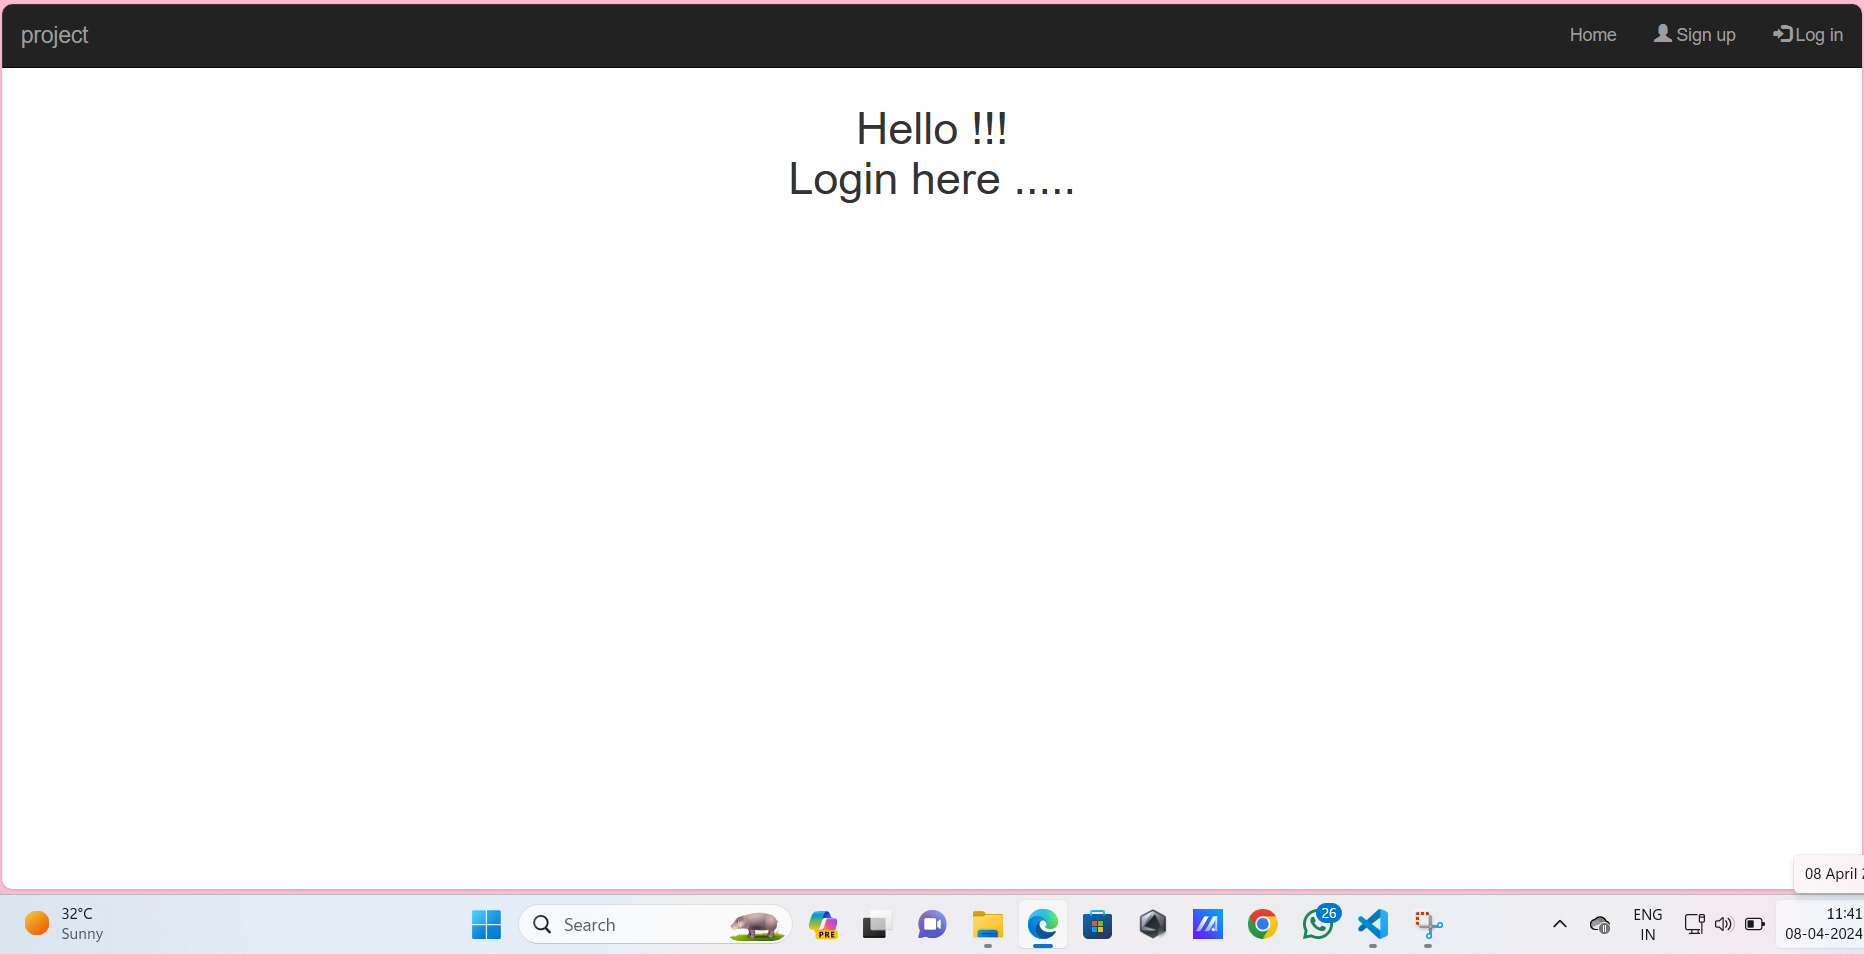 project
Home
Sign up
Log in
Hello !!!
Login here .....
08 April
32°C
Sunny
Search
PRE
26
ENG
IN
11:41
08-04-2024